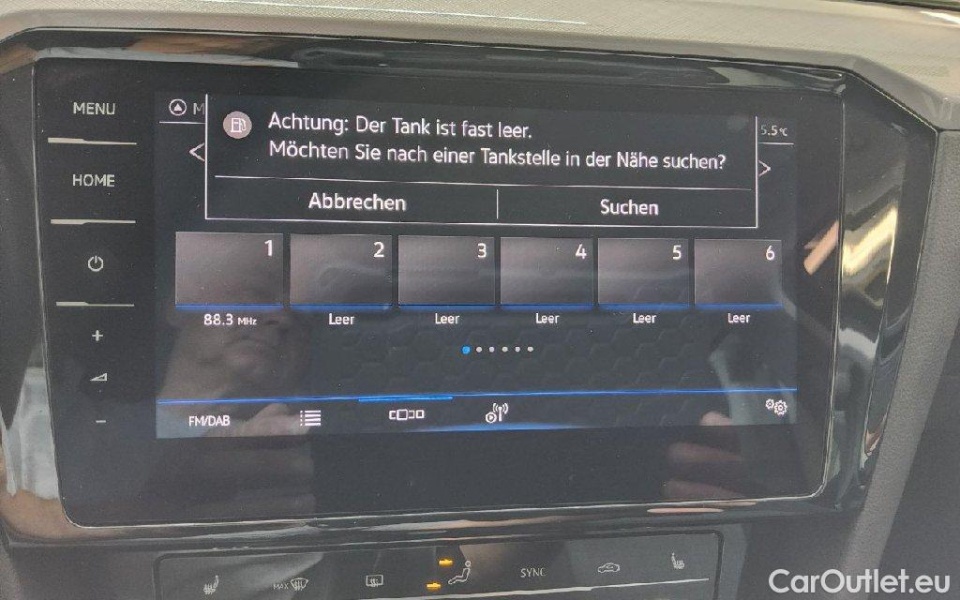 MENU
HOME
M
5.5°C
Achtung: Der Tank ist fast leer.
Möchten Sie nach einer Tankstelle in der Nähe suchen?
Abbrechen
Suchen
1
2
3
4
5
6
88.3 MHz
Leer
Leer
Leer
Leer
Leer
+
-
FM/DAB
MAX
SYNC
CarOutlet.eu